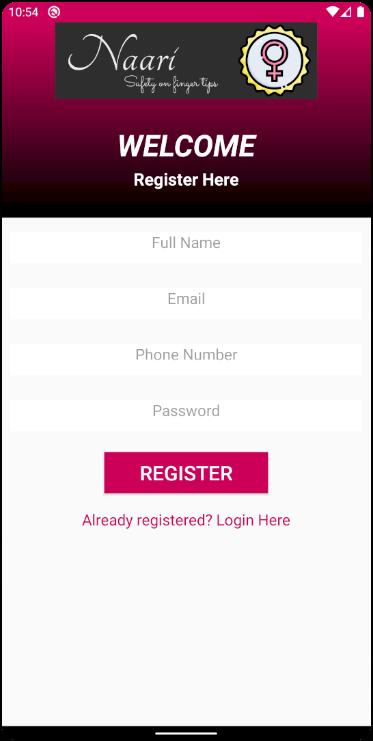 10:54
Naari
Safety on finger tips
WELCOME
Register Here
Full Name
Email
Phone Number
Password
REGISTER
Already registered? Login Here